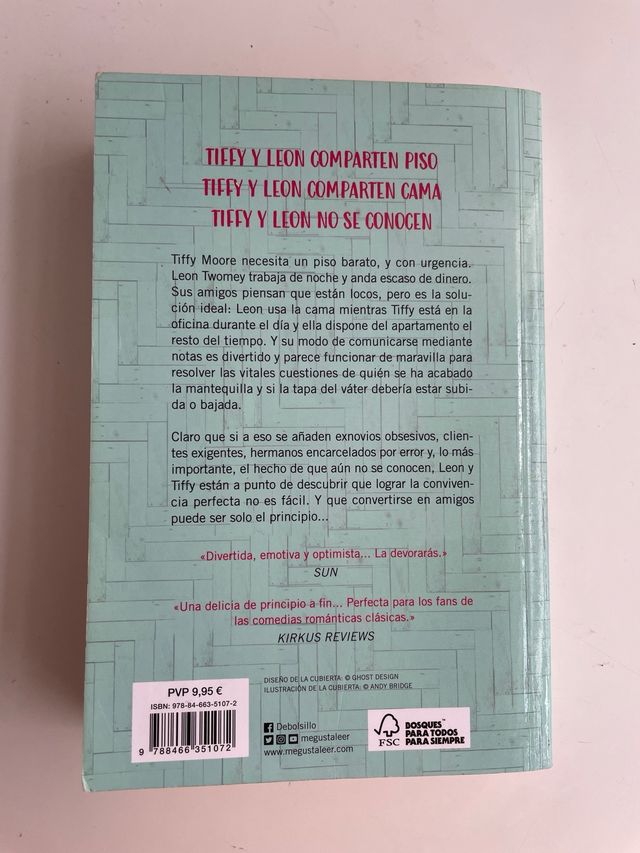 TIFFY Y LEON COMPARTEN PISO
TIFFY Y LEON COMPARTEN CAMA
TIFFY Y LEON NO SE CONOCEN
Tiffy Moore necesita un piso barato, y con urgencia.
Leon Twomey trabaja de noche y anda escaso de dinero.
Sus amigos piensan que están locos, pero es la solu-
ción ideal: Leon usa la cama mientras Tiffy está en la
oficina durante el día y ella dispone del apartamento el
resto del tiempo. Y su modo de comunicarse mediante
notas es divertido y parece funcionar de maravilla para
resolver las vitales cuestiones de quién se ha acabado
la mantequilla y si la tapa del váter debería estar subi-
da o bajada.
Claro que si a eso se añaden exnovios obsesivos, clien-
tes exigentes, hermanos encarcelados por error y, lo más
importante, el hecho de que aún no se conocen, Leon y
Tiffy están a punto de descubrir que lograr la conviven-
cia perfecta no es fácil. Y que convertirse en amigos
puede ser solo el principio...
«Divertida, emotiva y optimista... La devorarás.»
SUN
«Una delicia de principio a fin... Perfecta para los fans de
las comedias románticas clásicas.»
KIRKUS REVIEWS
DISEÑO DE LA CUBIERTA: © GHOST DESIGN
ILUSTRACIÓN DE LA CUBIERTA: © ANDY BRIDGE
PVP 9,95 €
ISBN: 978-84-663-5107-2
9 788466 351072
Debolsillo
megustaleer
www.megustaleer.com
FSC
BOSQUES™
PARA TODOS
PARA SIEMPRE